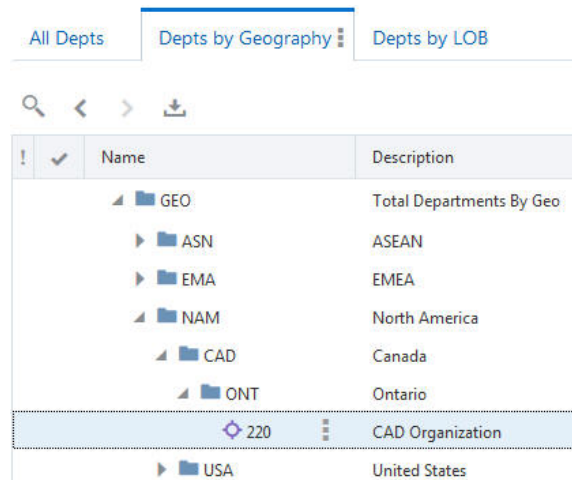 All Depts Depts by Geography Depts by LOB
! Name Description
GEO Total Departments By Geo
ASN ASEAN
EMA EMEA
NAM North America
CAD Canada
ONT Ontario
220 CAD Organization
USA United States